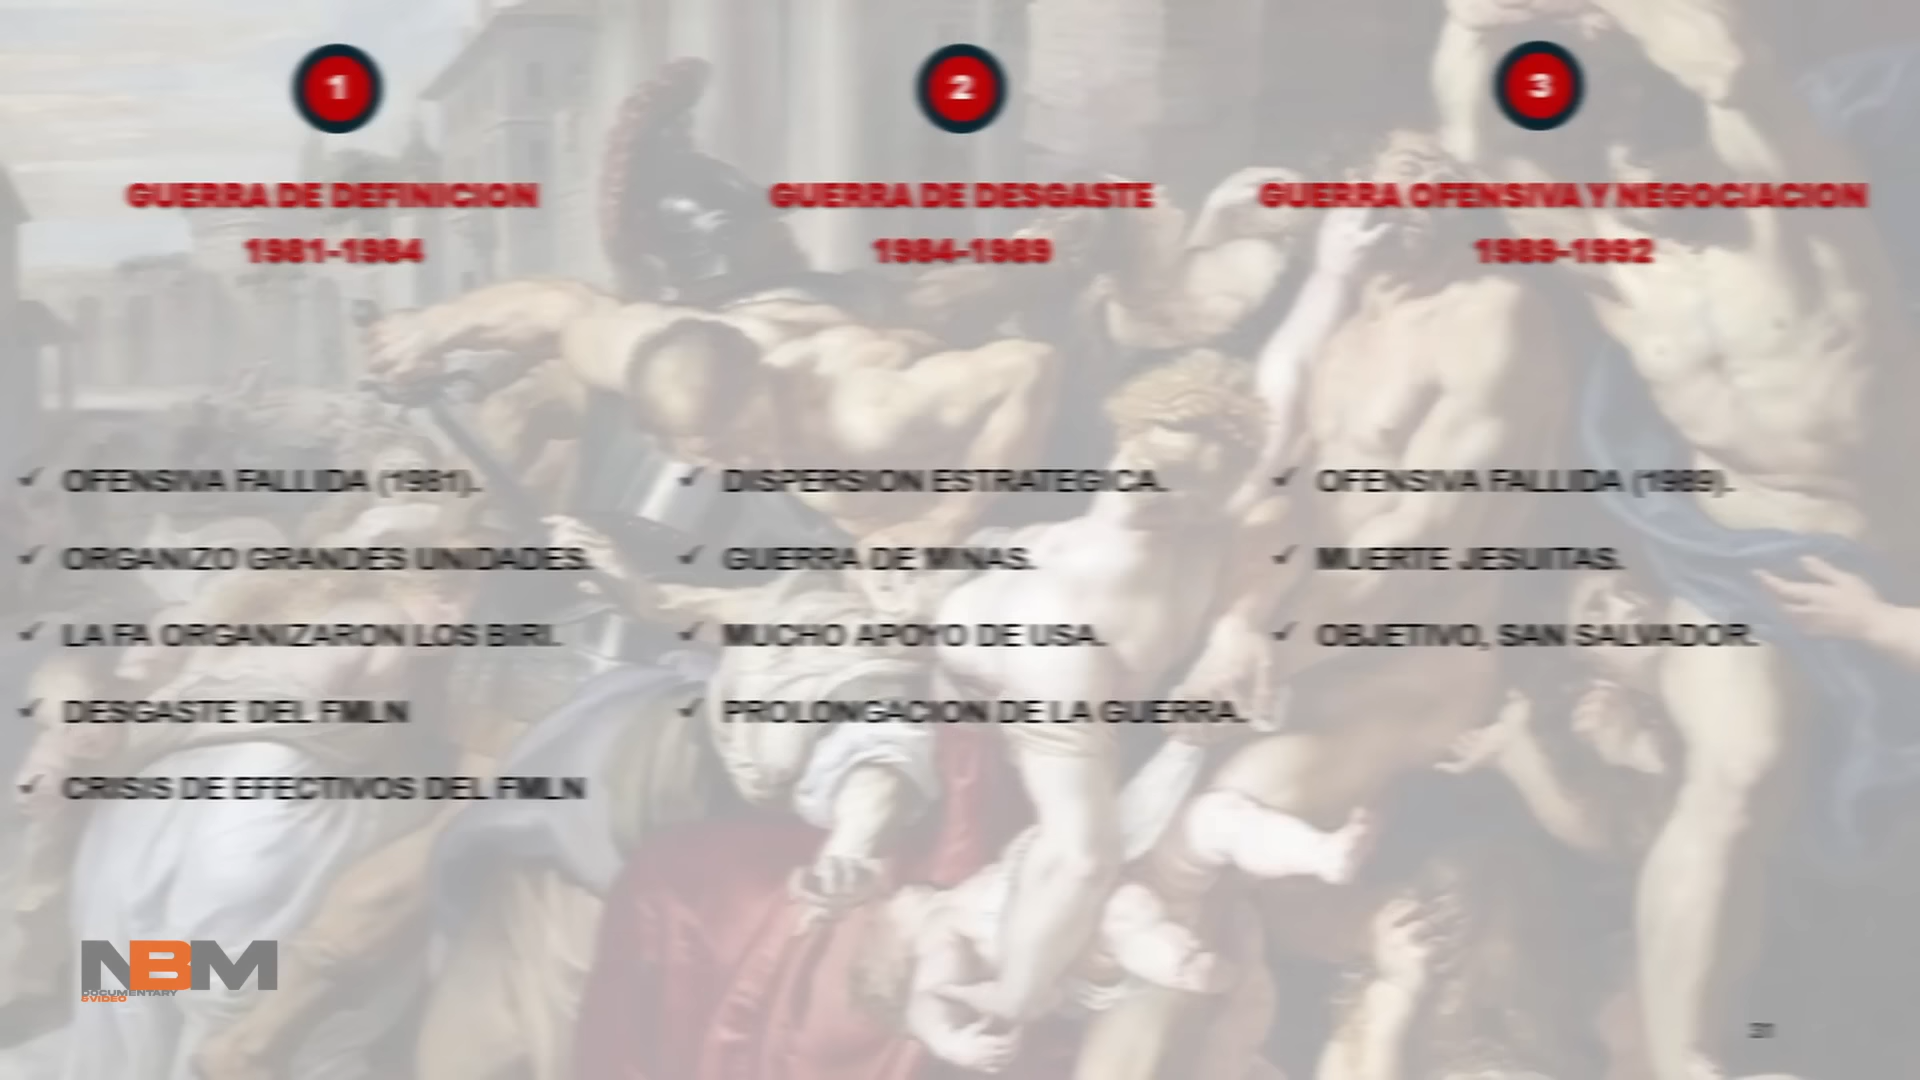 1
GUERRA DE DEFINICION
1981-1984
✓ OFENSIVA FALLIDA (1981).
✓ ORGANIZO GRANDES UNIDADES.
✓ LA FA ORGANIZARON LOS BIRI.
✓ DESGASTE DEL FMLN
✓ CRISIS DE EFECTIVOS DEL FMLN
2
GUERRA DE DESGASTE
1984-1989
✓ DISPERSION ESTRATEGICA.
✓ GUERRA DE MINAS.
✓ MUCHO APOYO DE USA.
✓ PROLONGACION DE LA GUERRA.
3
GUERRA OFENSIVA Y NEGOCIACION
1989-1992
✓ OFENSIVA FALLIDA (1989).
✓ MUERTE JESUITAS.
✓ OBJETIVO, SAN SALVADOR.
NBM
DOCUMENTARY
&VIDEO
31